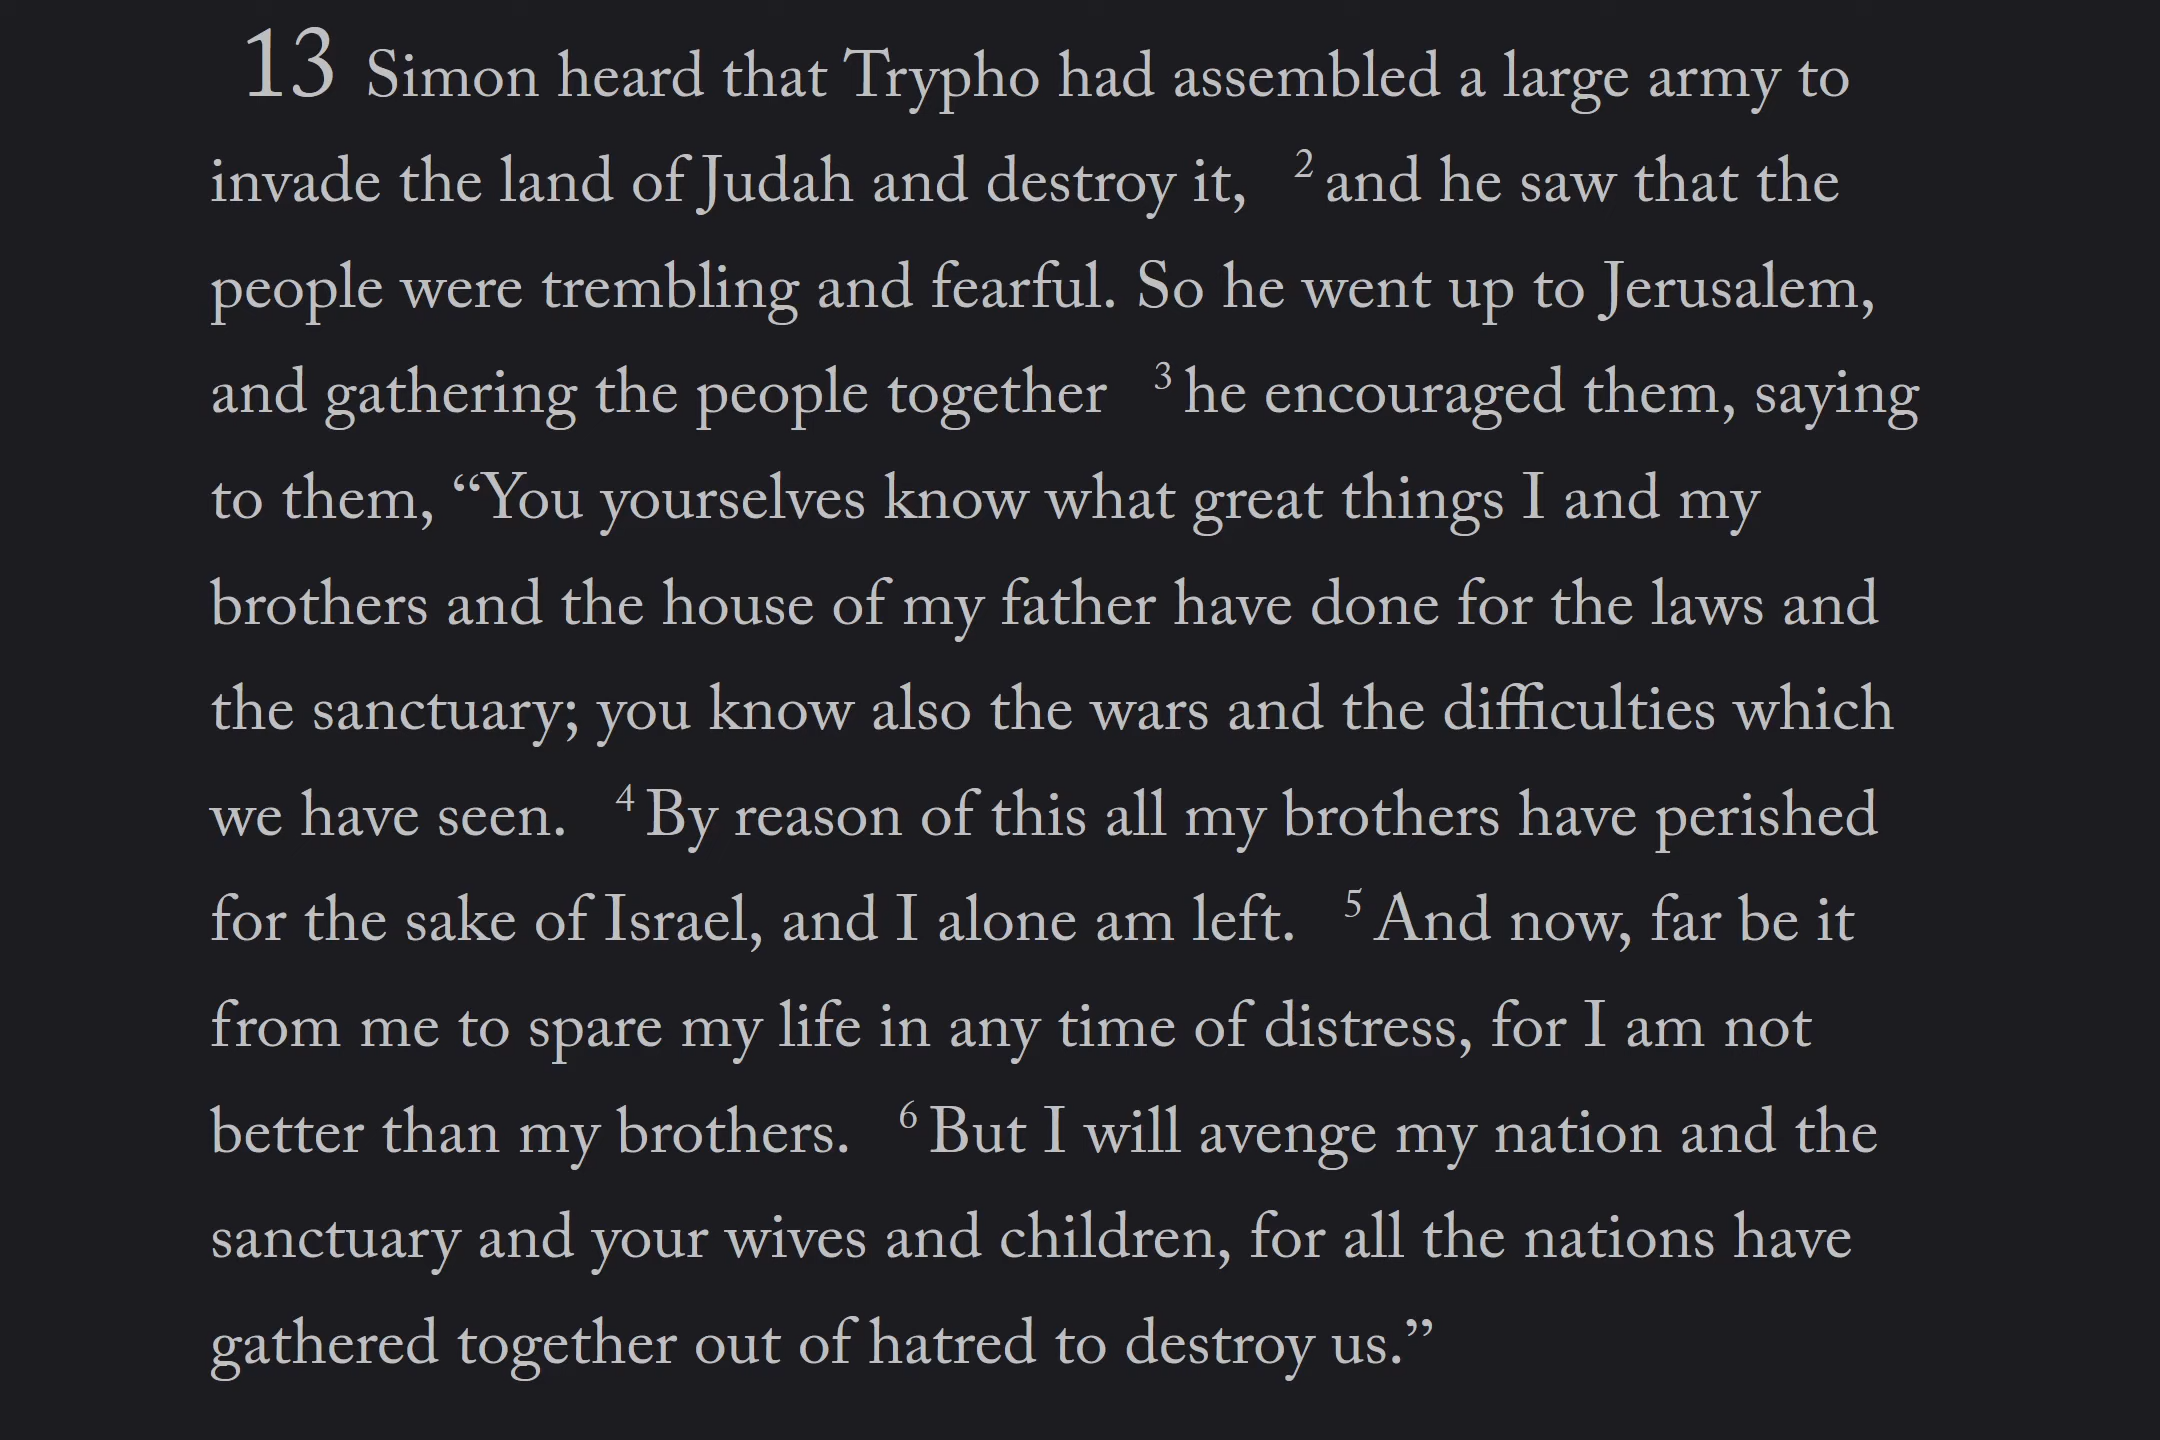 13 Simon heard that Trypho had assembled a large army to
invade the land of Judah and destroy it, 2 and he saw that the
people were trembling and fearful. So he went up to Jerusalem,
and gathering the people together 3 he encouraged them, saying
to them, “You yourselves know what great things I and my
brothers and the house of my father have done for the laws and
the sanctuary; you know also the wars and the difficulties which
we have seen. 4 By reason of this all my brothers have perished
for the sake of Israel, and I alone am left. 5 And now, far be it
from me to spare my life in any time of distress, for I am not
better than my brothers. 6 But I will avenge my nation and the
sanctuary and your wives and children, for all the nations have
gathered together out of hatred to destroy us.”